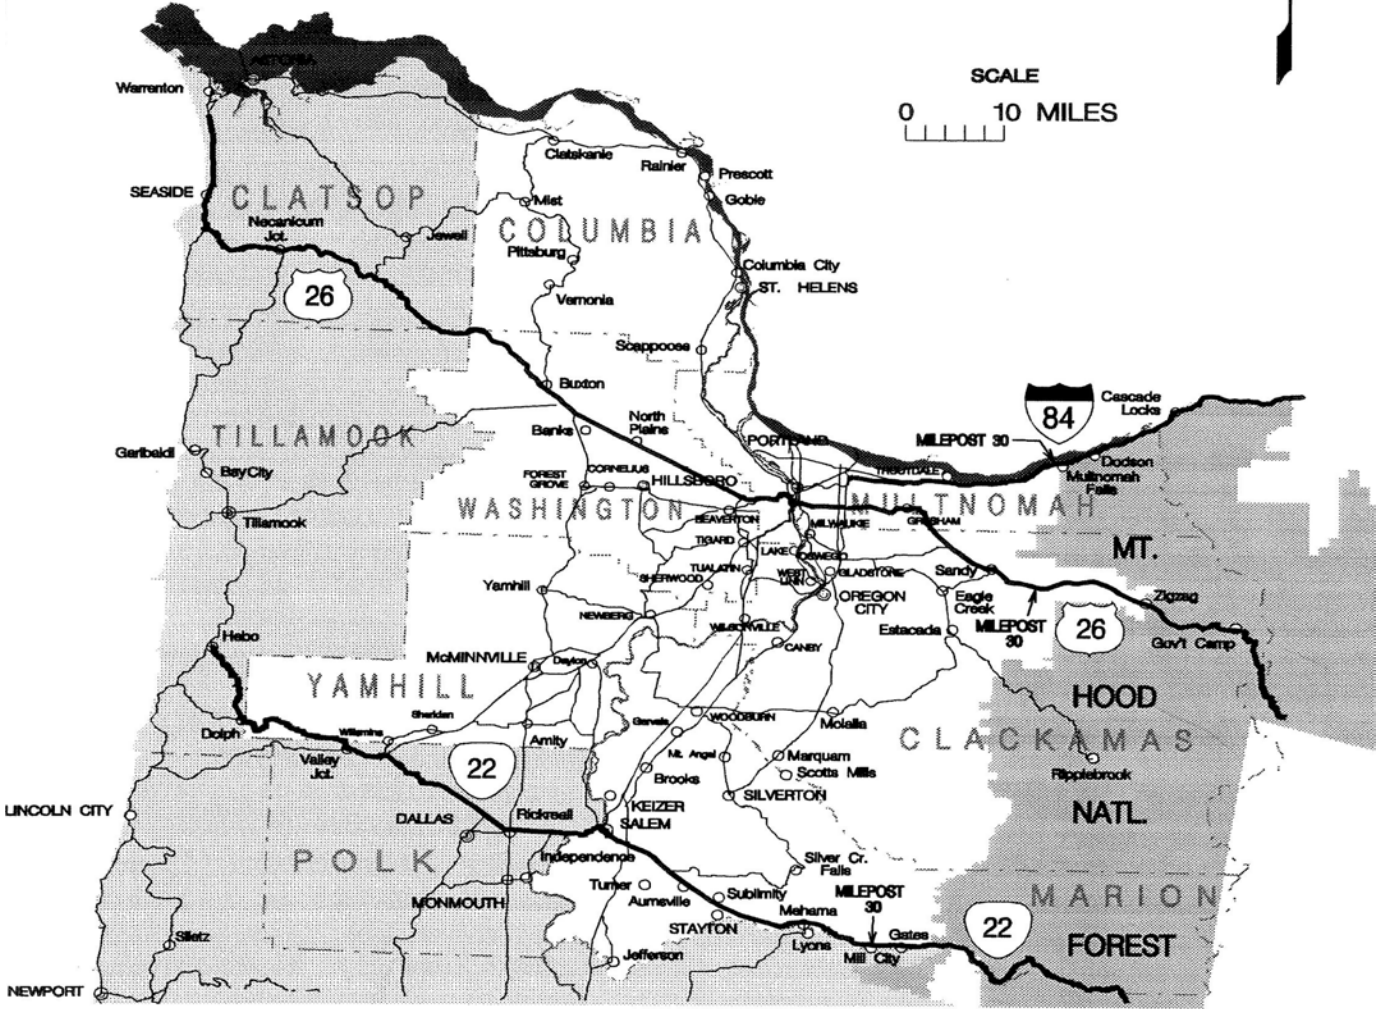 SCALE
0 10 MILES
ASTORIA
Warrenton
Clatskanie
Rainier
Prescott
Goble
SEASIDE
CLATSOP
Mist
Necanicum
Jct.
Jewell
COLUMBIA
Pittsburg
Columbia City
ST. HELENS
26
Vernonia
Scappoose
Buxton
84
Cascade
Locks
North
Plains
Banks
PORTLAND
MILEPOST 30
TILLAMOOK
Garibaldi
Bay City
Dodson
Multnomah
Falls
TROUTDALE
CORNELIUS
FOREST
GROVE
HILLSBORO
WASHINGTON
MULTNOMAH
Tillamook
BEAVERTON
GRESHAM
MILWAUKIE
TIGARD
LAKE
OSWEGO
MT.
TUALATIN
SHERWOOD
WEST
LINN
GLADSTORE
Sandy
Yamhill
OREGON
CITY
Eagle
Creek
Zigzag
NEWBERG
WILSONVILLE
Estacada
MILEPOST
30
26
Gov't Camp
Hebo
CANBY
McMINNVILLE
Dayton
YAMHILL
HOOD
Sheridan
Gervais
WOODBURN
Molalla
Dolph
Willamina
Amity
CLACKAMAS
Valley
Jct.
22
Mt. Angel
Marquam
Brooks
Scotts Mills
Ripplebrook
LINCOLN CITY
KEIZER
SILVERTON
NATL.
DALLAS
Rickreall
SALEM
POLK
Independence
Silver Cr.
Falls
Turner
Aumsville
Sublimity
MILEPOST
30
MARION
MONMOUTH
Mehama
STAYTON
22
Siletz
Lyons
Gates
Mill City
FOREST
Jefferson
NEWPORT